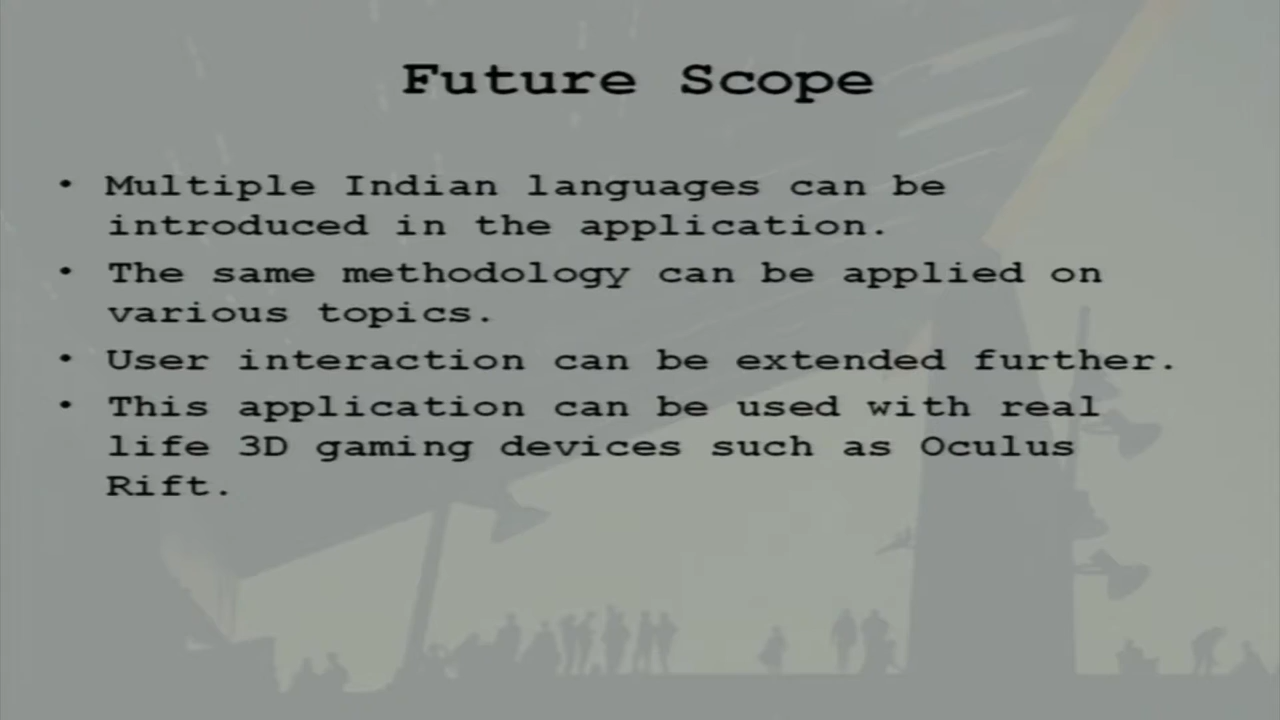 Future Scope
• Multiple Indian languages can be
introduced in the application.
• The same methodology can be applied on
various topics.
• User interaction can be extended further.
• This application can be used with real
life 3D gaming devices such as Oculus
Rift.